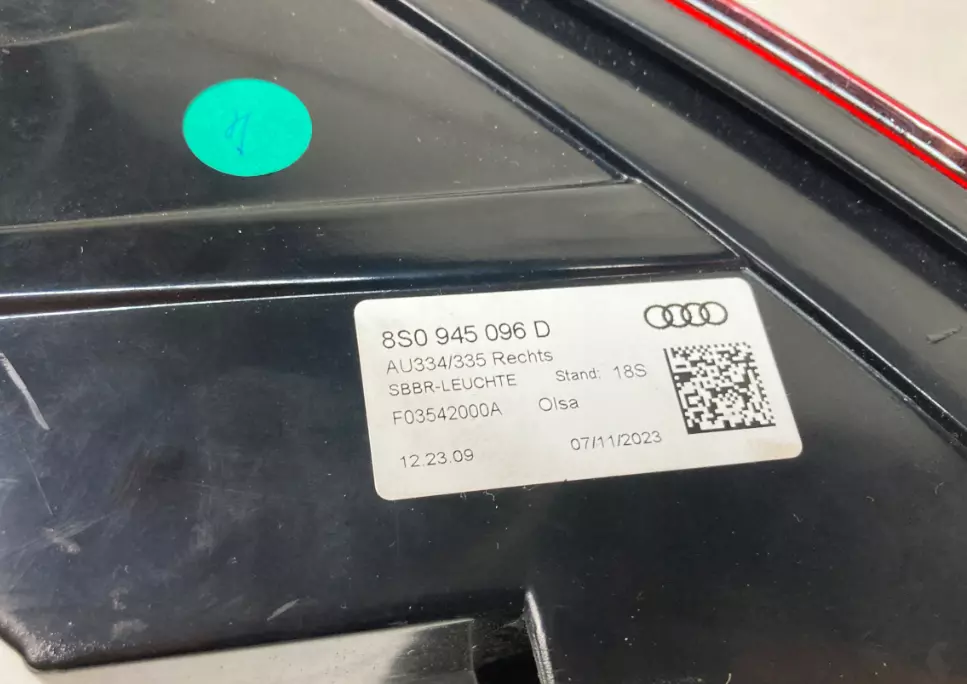 8S0 945 096 D
AU334/335 Rechts
SBBR-LEUCHTE Stand: 18S
F03542000A Olsa
12.23.09 07/11/2023